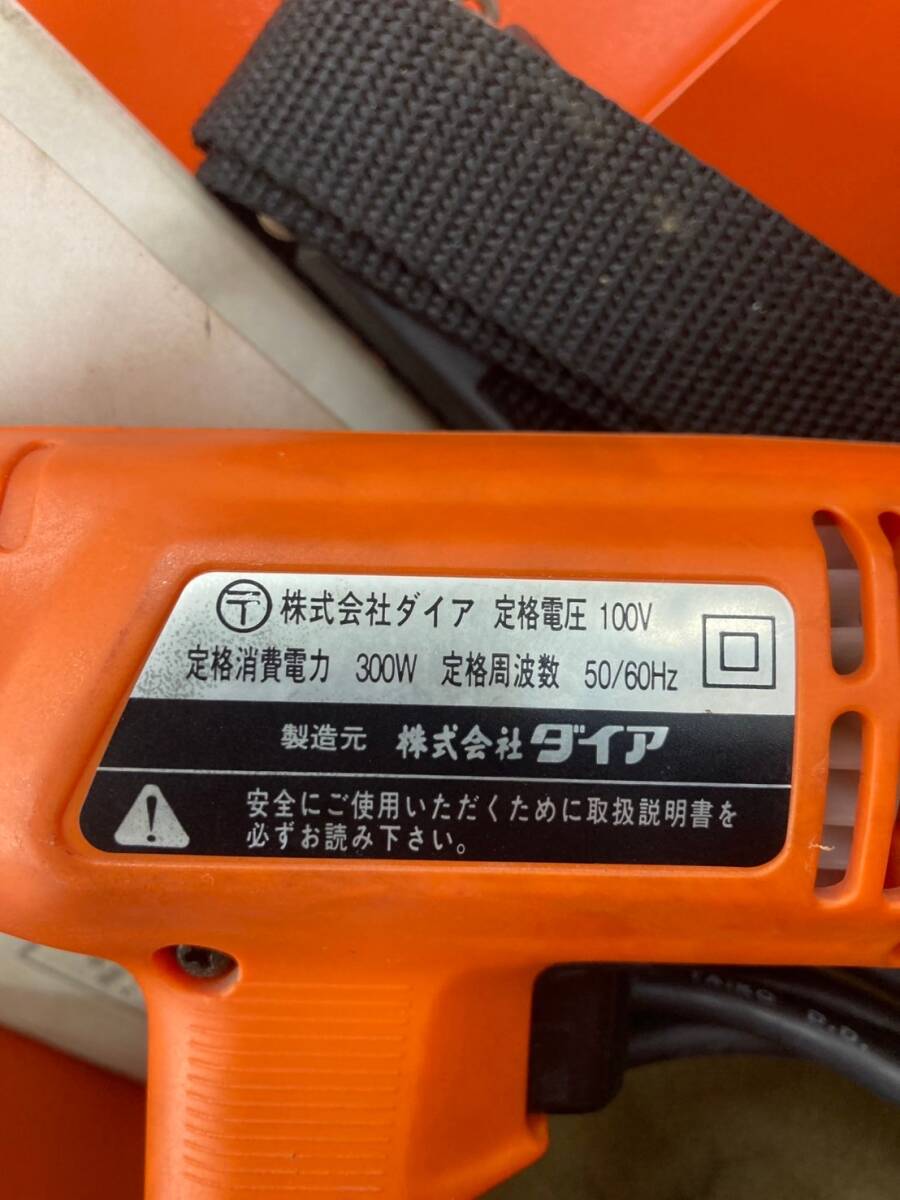 〒 株式会社ダイア 定格電圧 100V
定格消費電力 300W 定格周波数 50/60Hz
製造元 株式会社ダイア
安全にご使用いただくために取扱説明書を
必ずお読み下さい。